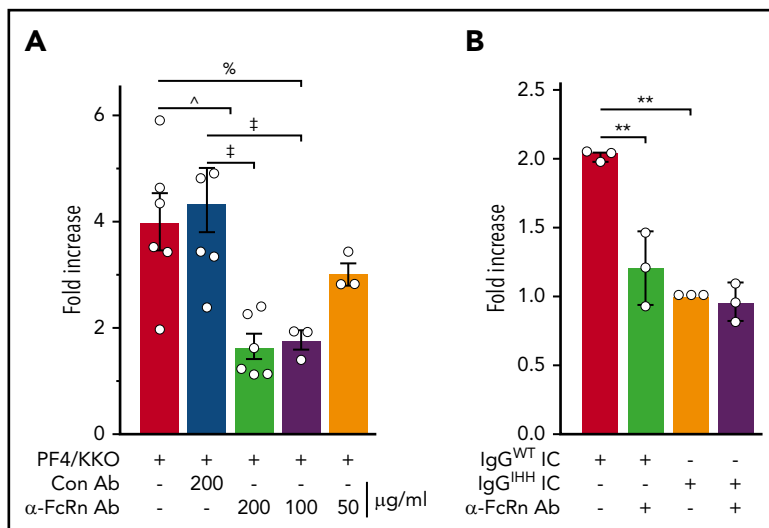 A
B
%
^
‡
‡
Fold increase
6
4
2
0
PF4/KKO + + + + +
Con Ab - 200 - - -
α-FcRn Ab - - 200 100 50
μg/ml
**
**
Fold increase
2.5
2.0
1.5
1.0
0.5
0.0
IgG^WT IC + + - -
IgG^IHH IC - - + +
α-FcRn Ab - + - +